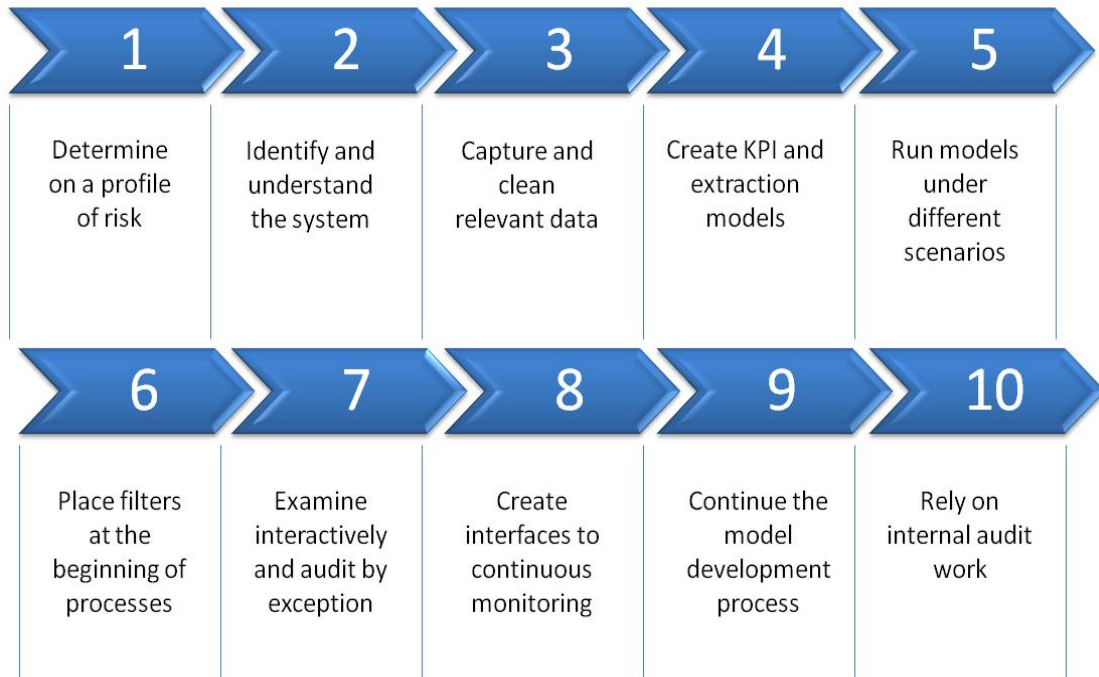 1
2
3
4
5
Determine
on a profile
of risk
Identify and
understand
the system
Capture and
clean
relevant data
Create KPI and
extraction
models
Run models
under
different
scenarios
6
7
8
9
10
Place filters
at the
beginning of
processes
Examine
interactively
and audit by
exception
Create
interfaces to
continuous
monitoring
Continue the
model
development
process
Rely on
internal audit
work